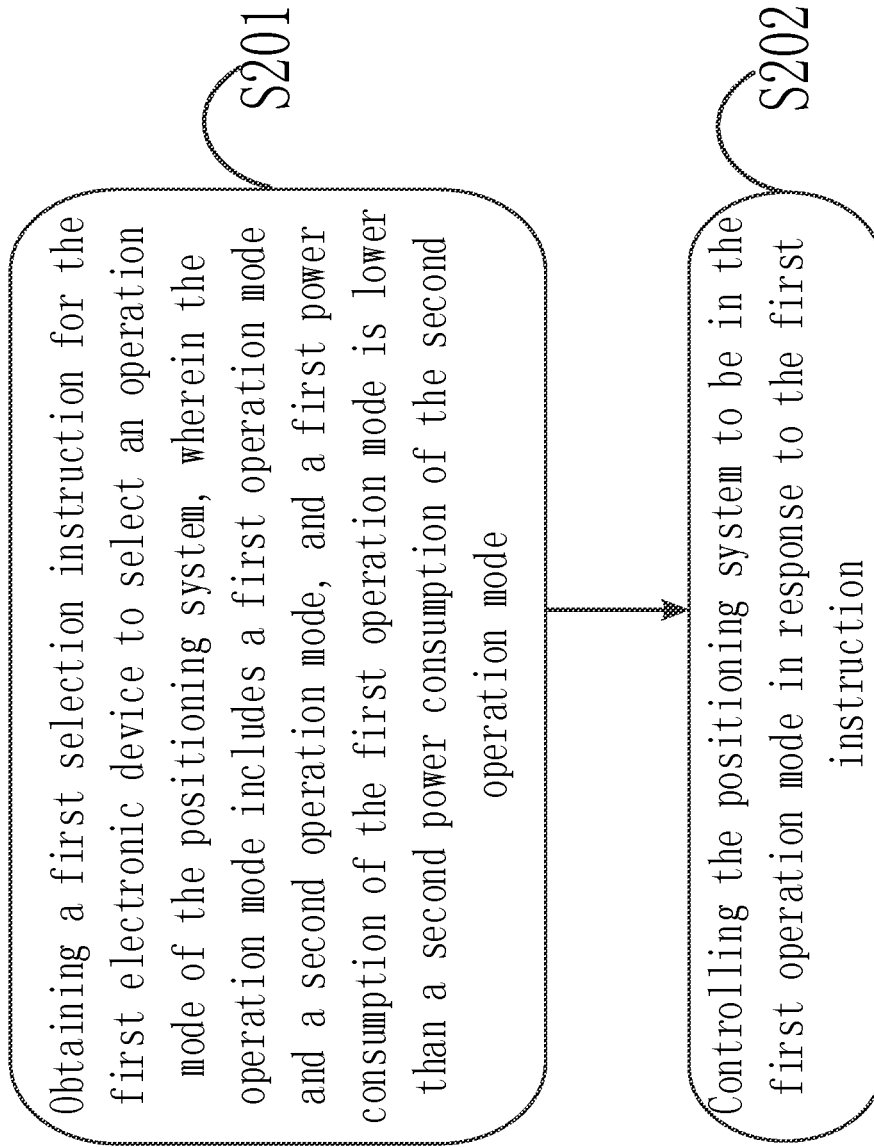 Obtaining a first selection instruction for the
first electronic device to select an operation
mode of the positioning system, wherein the
operation mode includes a first operation mode
and a second operation mode, and a first power
consumption of the first operation mode is lower
than a second power consumption of the second
operation mode
S201
Controlling the positioning system to be in the
first operation mode in response to the first
instruction
S202